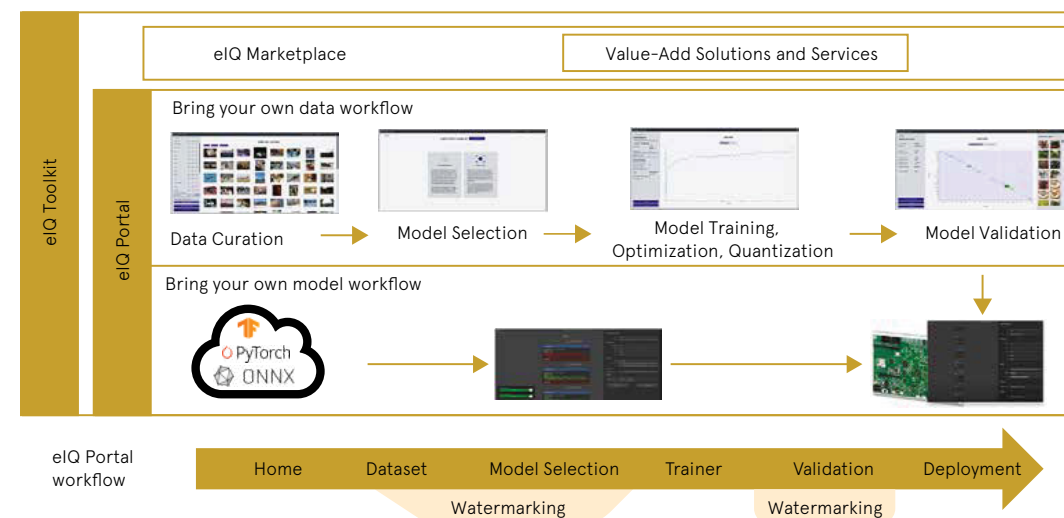 eIQ Marketplace
Value-Add Solutions and Services
eIQ Toolkit
eIQ Portal
Bring your own data workflow
Data Curation
Model Selection
Model Training,
Optimization, Quantization
Model Validation
Bring your own model workflow
PyTorch
ONNX
eIQ Portal
workflow
Home
Dataset
Model Selection
Trainer
Validation
Deployment
Watermarking
Watermarking